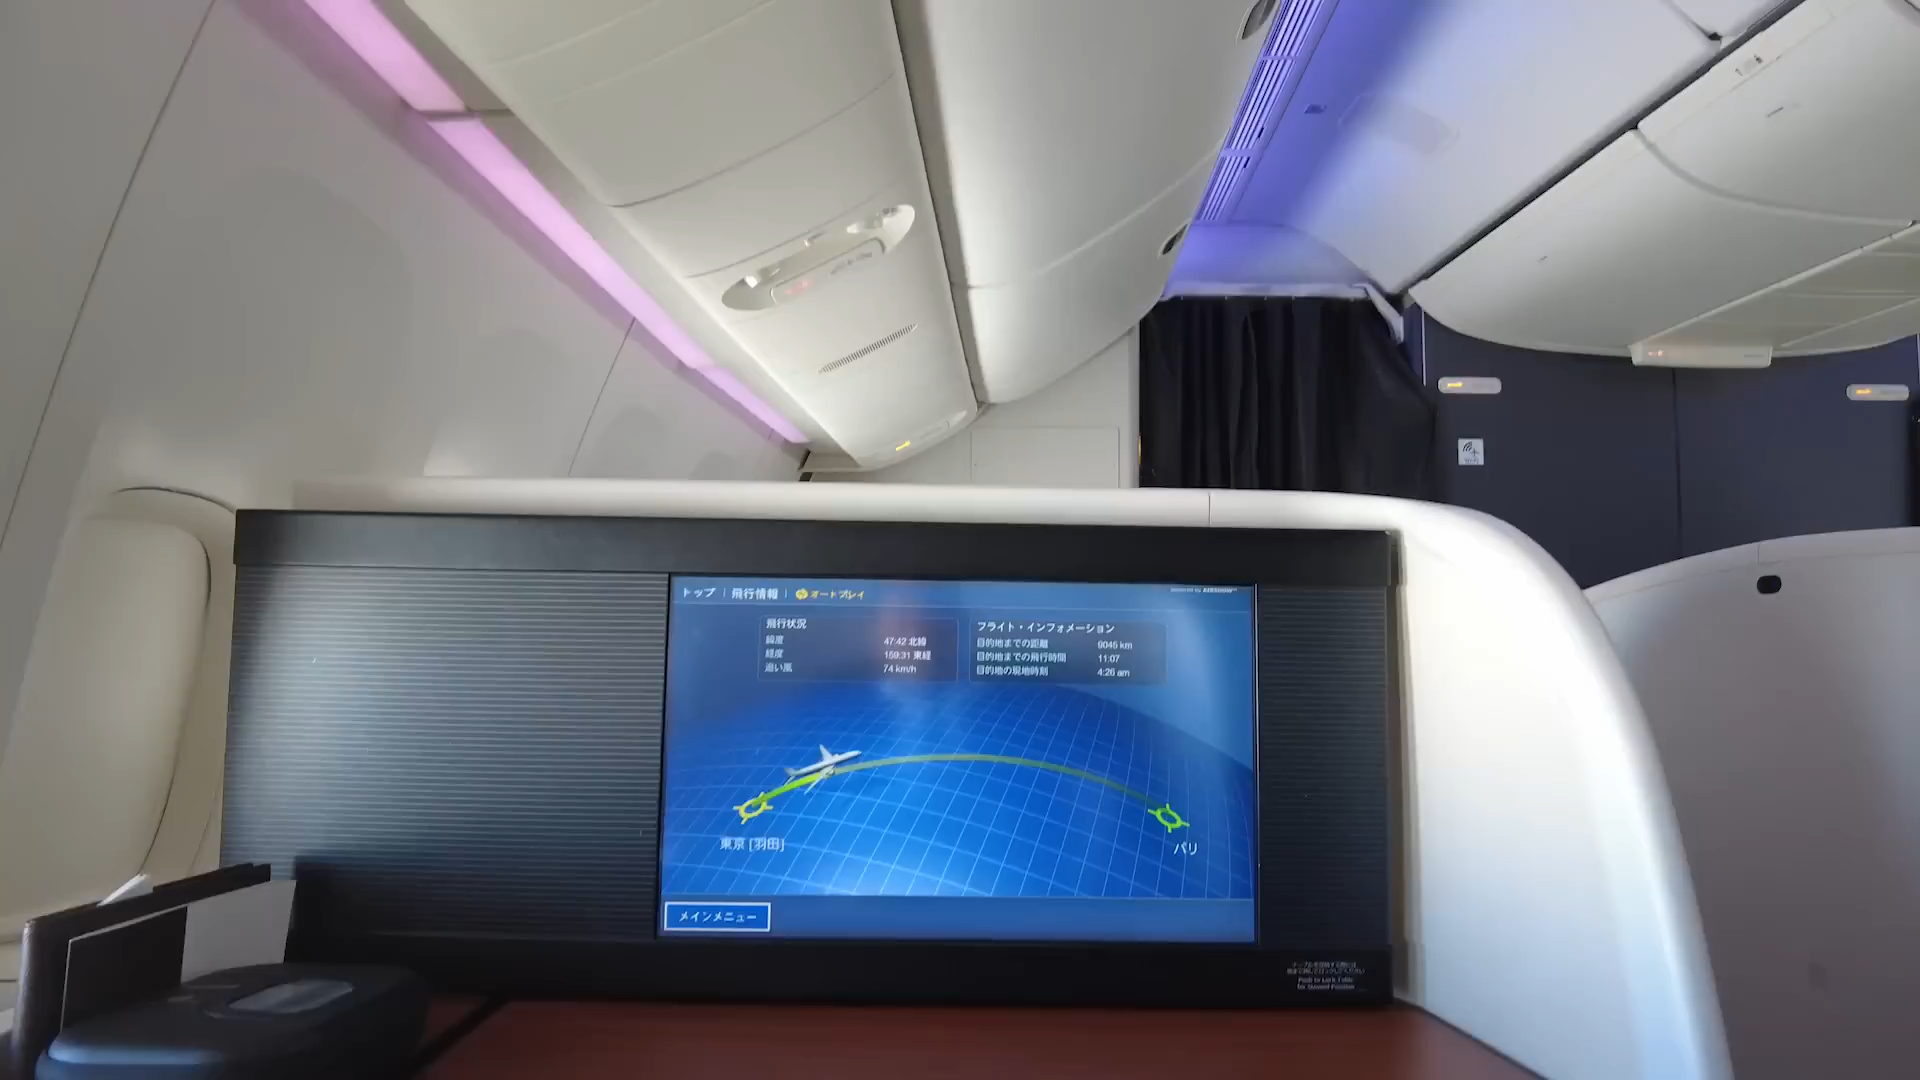 トップ | 飛行情報 | オートプレイ
飛行状況
緯度 47:42 北緯
経度 159:31 東経
追い風 74 km/h
フライト・インフォメーション
目的地までの距離 9045 km
目的地までの飛行時間 11:07
目的地の現地時刻 4:26 am
東京 [羽田]
パリ
メインメニュー
Push to Lock Table